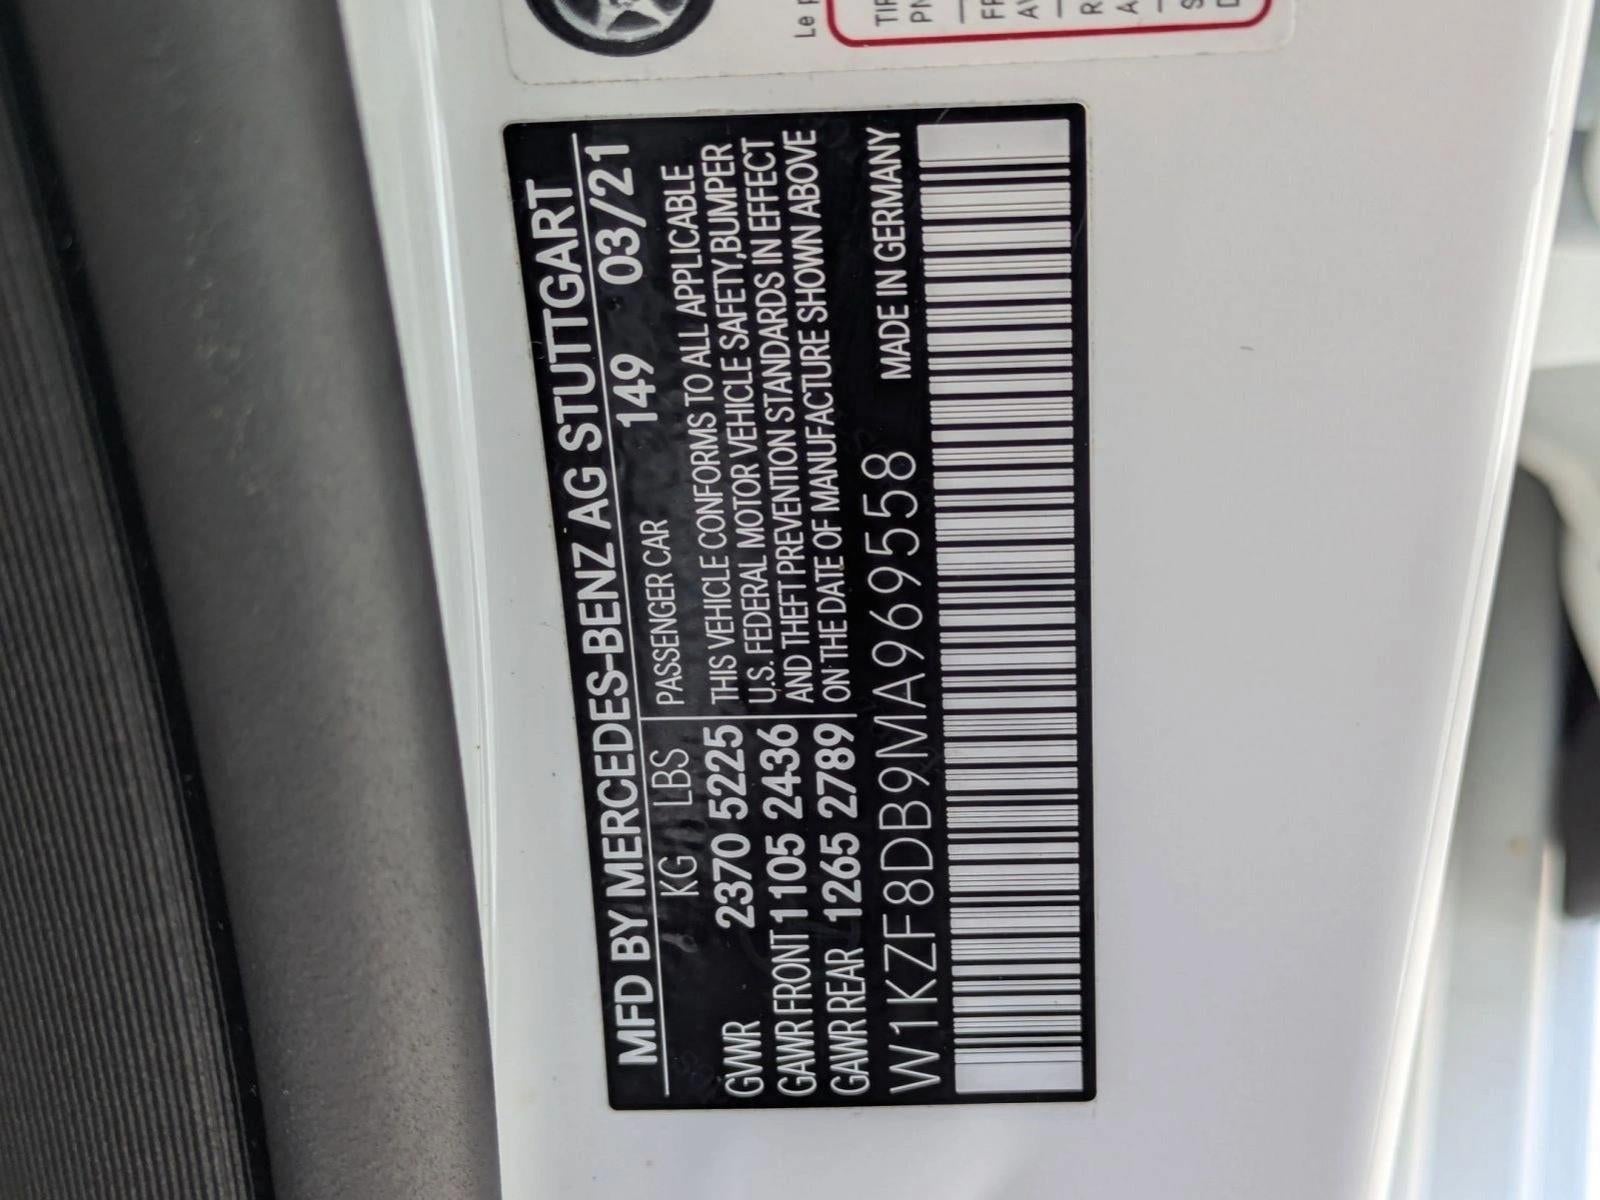 MFD BY MERCEDES-BENZ AG STUTTGART
149 03/21
KG LBS PASSENGER CAR
GVWR 2370 5225
GAWR FRONT 1105 2436
GAWR REAR 1265 2789
THIS VEHICLE CONFORMS TO ALL APPLICABLE
U.S. FEDERAL MOTOR VEHICLE SAFETY,BUMPER
AND THEFT PREVENTION STANDARDS IN EFFECT
ON THE DATE OF MANUFACTURE SHOWN ABOVE
W1KZF8DB9MA969558 MADE IN GERMANY
Le